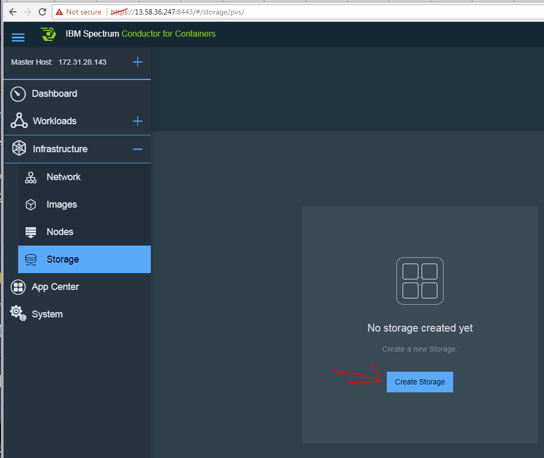 Not secure | https://13.58.36.247:8443/#/storage/pvs/
IBM Spectrum Conductor for Containers
Master Host: 172.31.28.143
Dashboard
Workloads
Infrastructure
Network
Images
Nodes
Storage
App Center
System
No storage created yet
Create a new Storage.
Create Storage